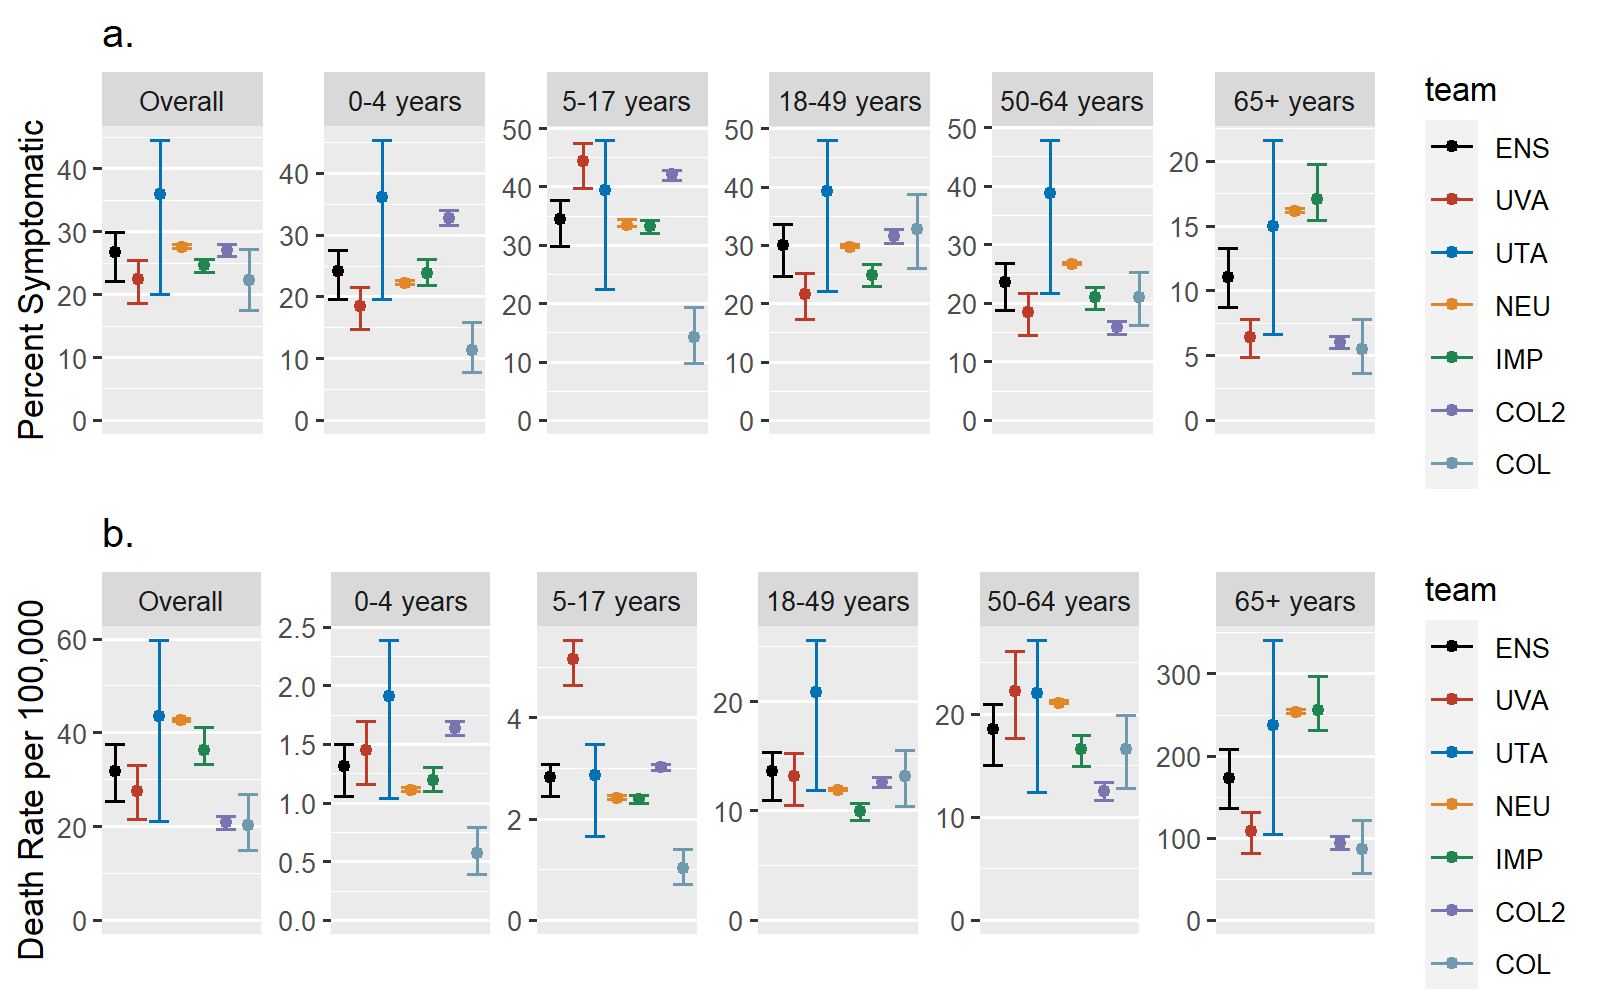 a.
Overall
0-4 years
5-17 years
18-49 years
50-64 years
65+ years
Percent Symptomatic
40
30
20
10
0
40
30
20
10
0
50
40
30
20
10
0
50
40
30
20
10
0
50
40
30
20
10
0
20
15
10
5
0
team
ENS
UVA
UTA
NEU
IMP
COL2
COL
b.
Overall
0-4 years
5-17 years
18-49 years
50-64 years
65+ years
Death Rate per 100,000
60
40
20
0
2.5
2.0
1.5
1.0
0.5
0.0
4
2
0
20
10
0
20
10
0
300
200
100
0
team
ENS
UVA
UTA
NEU
IMP
COL2
COL